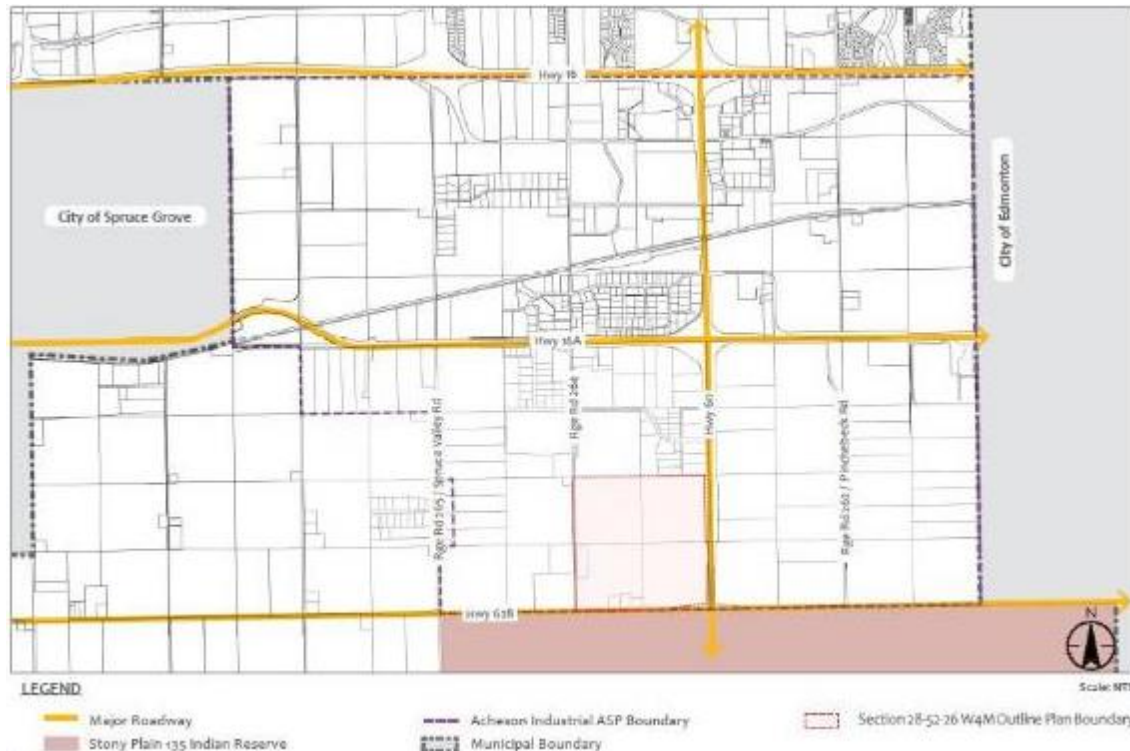 Hwy 16
City of Spruce Grove
City of Edmonton
Hwy 16A
Rge Rd 265 / Spruce Valley Rd
Rge Rd 264
Hwy 60
Rge Rd 262 / Pinchebeck Rd
Hwy 628
N
LEGEND
Scale: NTS
Major Roadway
Acheson Industrial ASP Boundary
Section 28-52-26 W4M Outline Plan Boundary
Stony Plain 135 Indian Reserve
Municipal Boundary